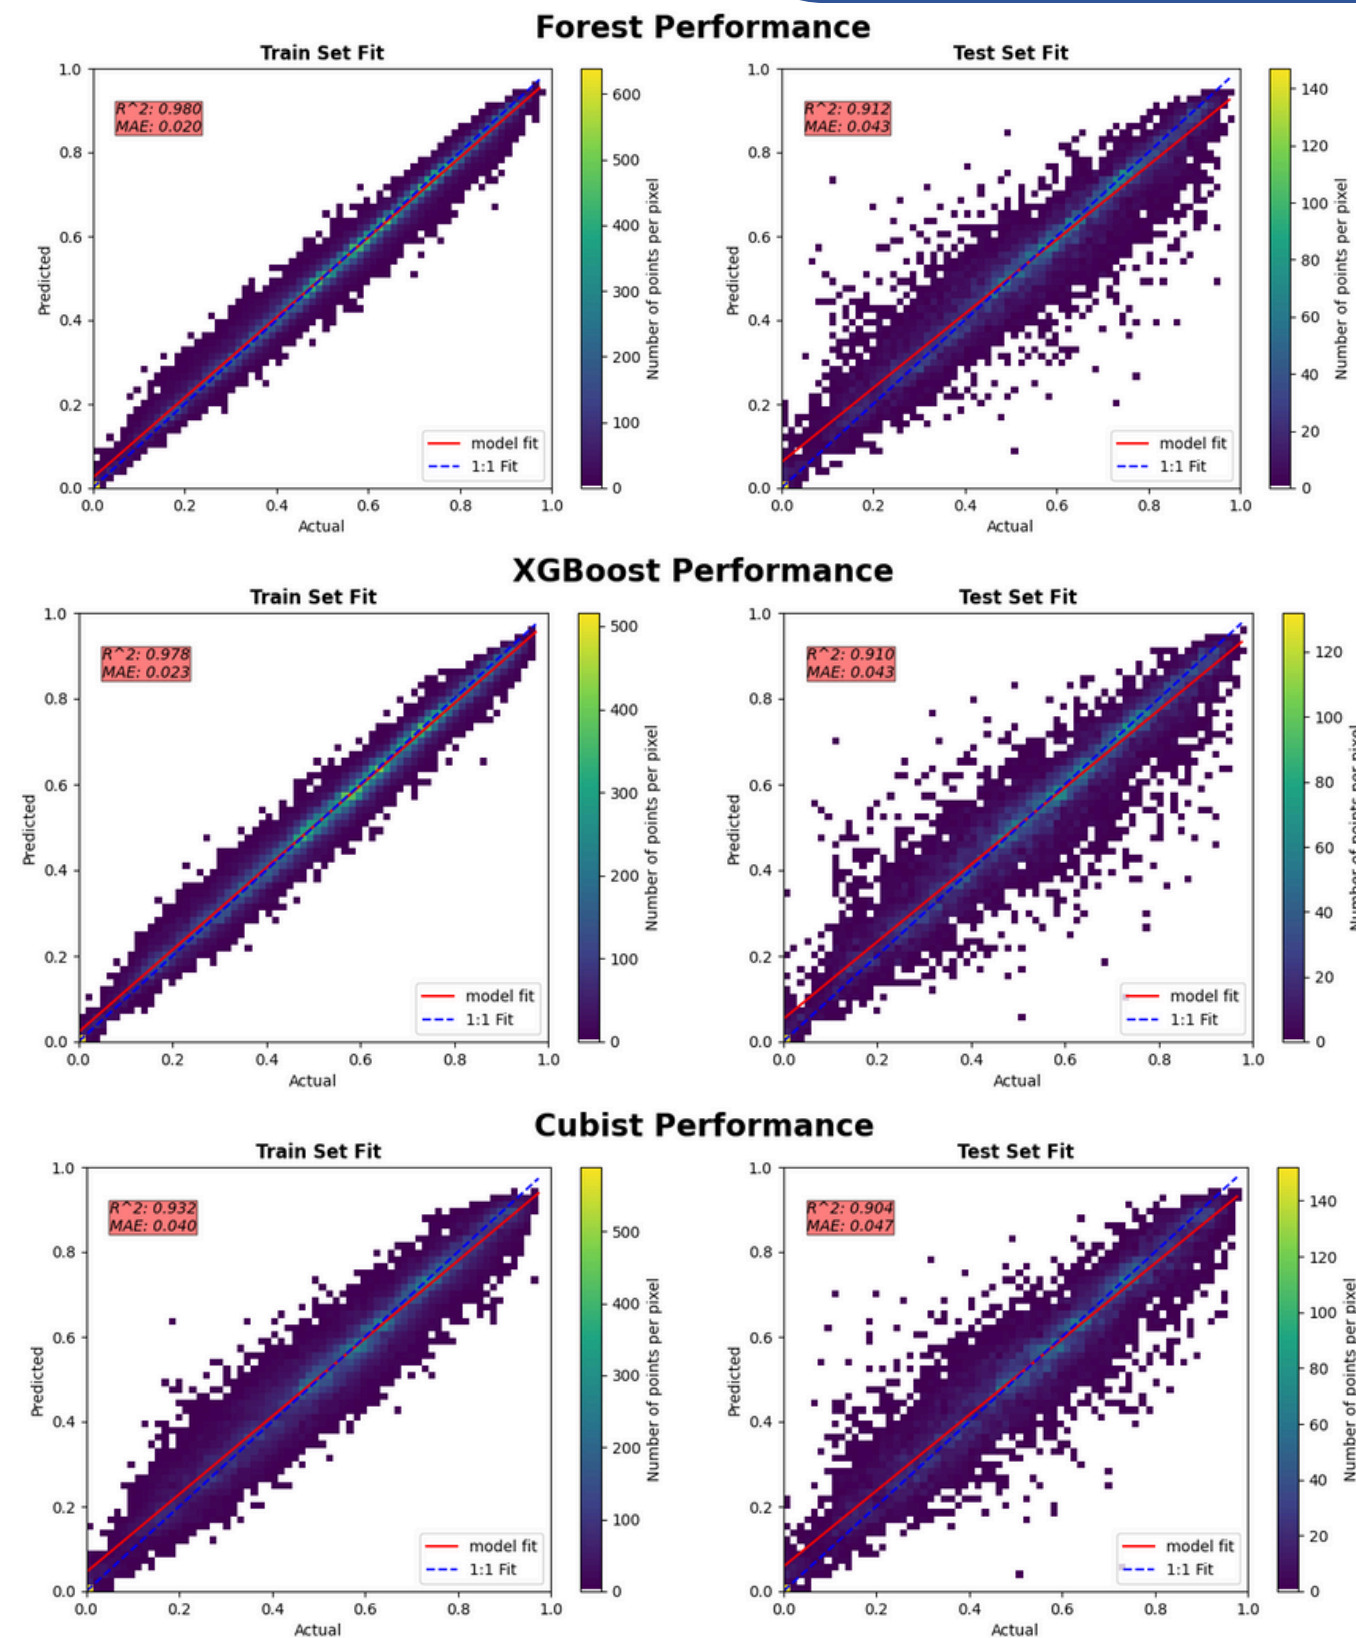 Forest Performance
Train Set Fit
R^2: 0.980
MAE: 0.020
1.0
0.8
0.6
0.4
0.2
0.0
Predicted
0.0 0.2 0.4 0.6 0.8 1.0
Actual
model fit
1:1 Fit
600
500
400
300
200
100
0
Number of points per pixel
Test Set Fit
R^2: 0.912
MAE: 0.043
1.0
0.8
0.6
0.4
0.2
0.0
Predicted
0.0 0.2 0.4 0.6 0.8 1.0
Actual
model fit
1:1 Fit
140
120
100
80
60
40
20
0
Number of points per pixel
XGBoost Performance
Train Set Fit
R^2: 0.978
MAE: 0.023
1.0
0.8
0.6
0.4
0.2
0.0
Predicted
0.0 0.2 0.4 0.6 0.8 1.0
Actual
model fit
1:1 Fit
500
400
300
200
100
0
Number of points per pixel
Test Set Fit
R^2: 0.910
MAE: 0.043
1.0
0.8
0.6
0.4
0.2
0.0
Predicted
0.0 0.2 0.4 0.6 0.8 1.0
Actual
model fit
1:1 Fit
120
100
80
60
40
20
0
Number of points per pixel
Cubist Performance
Train Set Fit
R^2: 0.932
MAE: 0.040
1.0
0.8
0.6
0.4
0.2
0.0
Predicted
0.0 0.2 0.4 0.6 0.8 1.0
Actual
model fit
1:1 Fit
500
400
300
200
100
0
Number of points per pixel
Test Set Fit
R^2: 0.904
MAE: 0.047
1.0
0.8
0.6
0.4
0.2
0.0
Predicted
0.0 0.2 0.4 0.6 0.8 1.0
Actual
model fit
1:1 Fit
140
120
100
80
60
40
20
0
Number of points per pixel